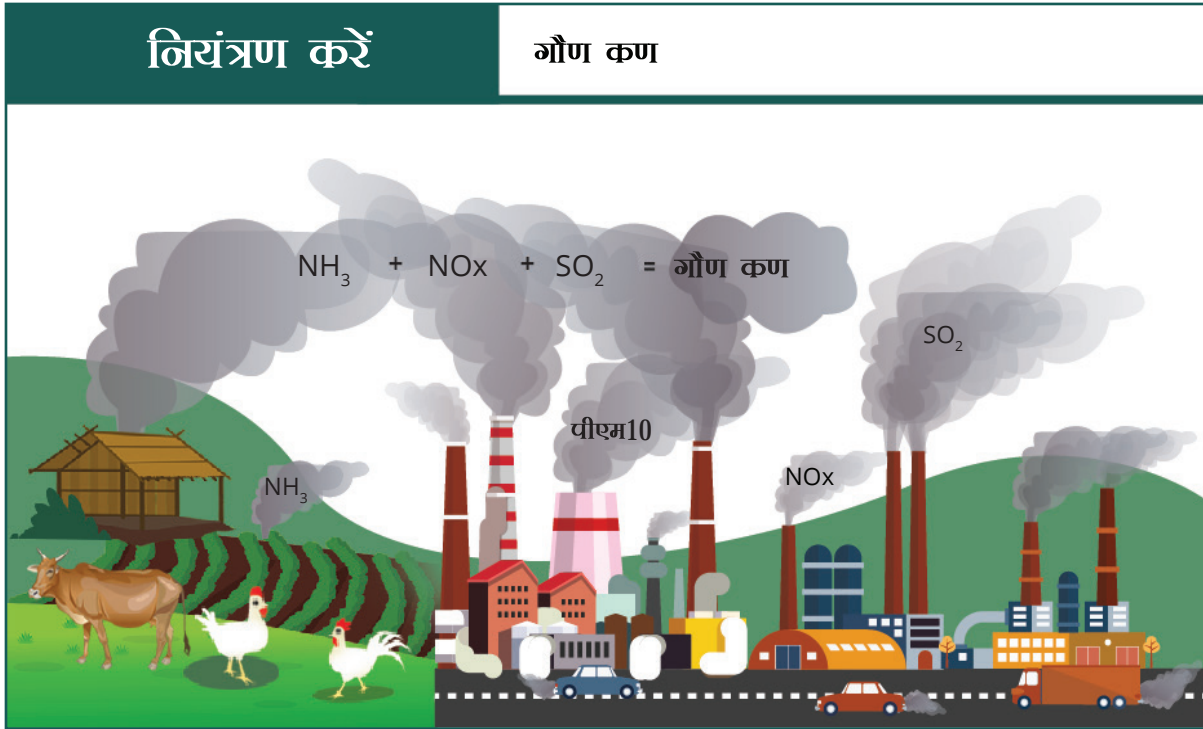 नियंत्रण करें
गौण कण
NH₃ + NOx + SO₂ = गौण कण
SO₂
पीएम10
NH₃
NOx